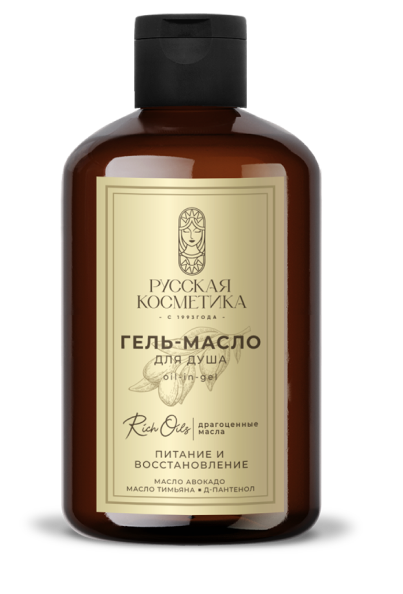 РУССКАЯ
КОСМЕТИКА
- С 1993 ГОДА -
ГЕЛЬ-МАСЛО
ДЛЯ ДУША
oil-in-gel
Rich Oils | драгоценные
масла
ПИТАНИЕ И
ВОССТАНОВЛЕНИЕ
МАСЛО АВОКАДО
МАСЛО ТИМЬЯНА • Д-ПАНТЕНОЛ